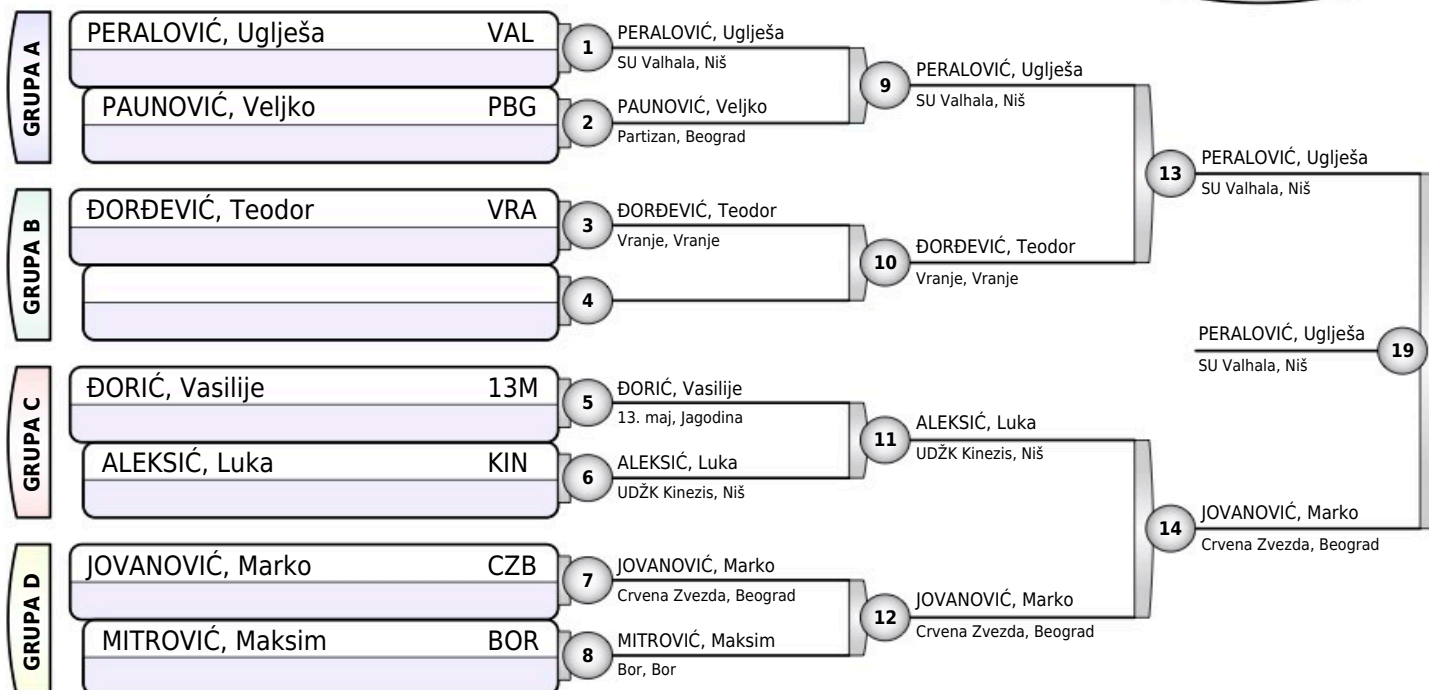 GRUPA A
PERALOVIĆ, Uglješa VAL
1
PERALOVIĆ, Uglješa
SU Valhala, Niš
PAUNOVIĆ, Veljko PBG
2
PAUNOVIĆ, Veljko
Partizan, Beograd
9
PERALOVIĆ, Uglješa
SU Valhala, Niš
GRUPA B
ĐORĐEVIĆ, Teodor VRA
3
ĐORĐEVIĆ, Teodor
Vranje, Vranje
4
10
ĐORĐEVIĆ, Teodor
Vranje, Vranje
13
PERALOVIĆ, Uglješa
SU Valhala, Niš
GRUPA C
ĐORIĆ, Vasilije 13M
5
ĐORIĆ, Vasilije
13. maj, Jagodina
ALEKSIĆ, Luka KIN
6
ALEKSIĆ, Luka
UDŽK Kinezis, Niš
11
ALEKSIĆ, Luka
UDŽK Kinezis, Niš
GRUPA D
JOVANOVIĆ, Marko CZB
7
JOVANOVIĆ, Marko
Crvena Zvezda, Beograd
MITROVIĆ, Maksim BOR
8
MITROVIĆ, Maksim
Bor, Bor
12
JOVANOVIĆ, Marko
Crvena Zvezda, Beograd
14
JOVANOVIĆ, Marko
Crvena Zvezda, Beograd
PERALOVIĆ, Uglješa
SU Valhala, Niš
19